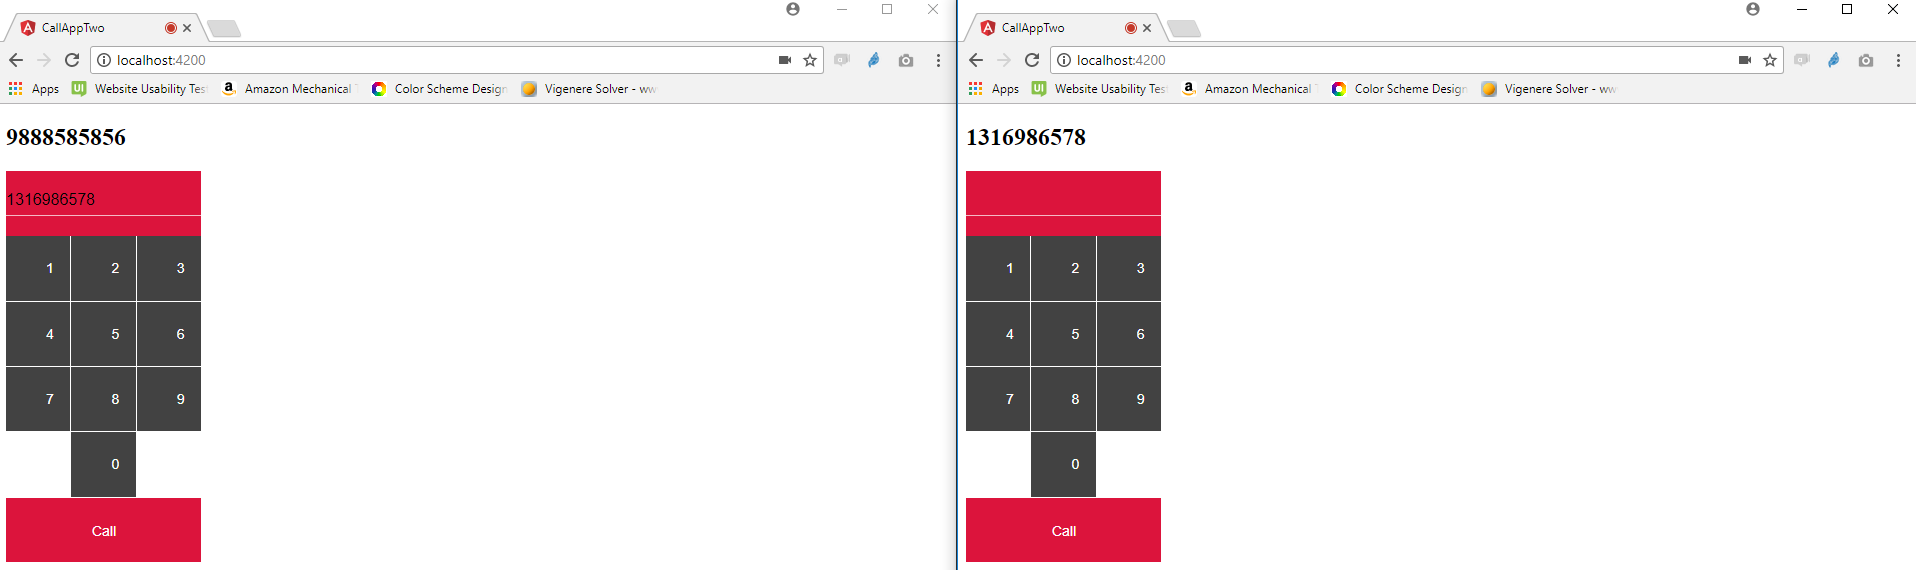 CallAppTwo
localhost:4200
Apps Website Usability Tes Amazon Mechanical Color Scheme Design Vigenere Solver - ww
9888585856
1316986578
1 2 3
4 5 6
7 8 9
0
Call
CallAppTwo
localhost:4200
Apps Website Usability Tes Amazon Mechanical Color Scheme Design Vigenere Solver - ww
1316986578
1 2 3
4 5 6
7 8 9
0
Call